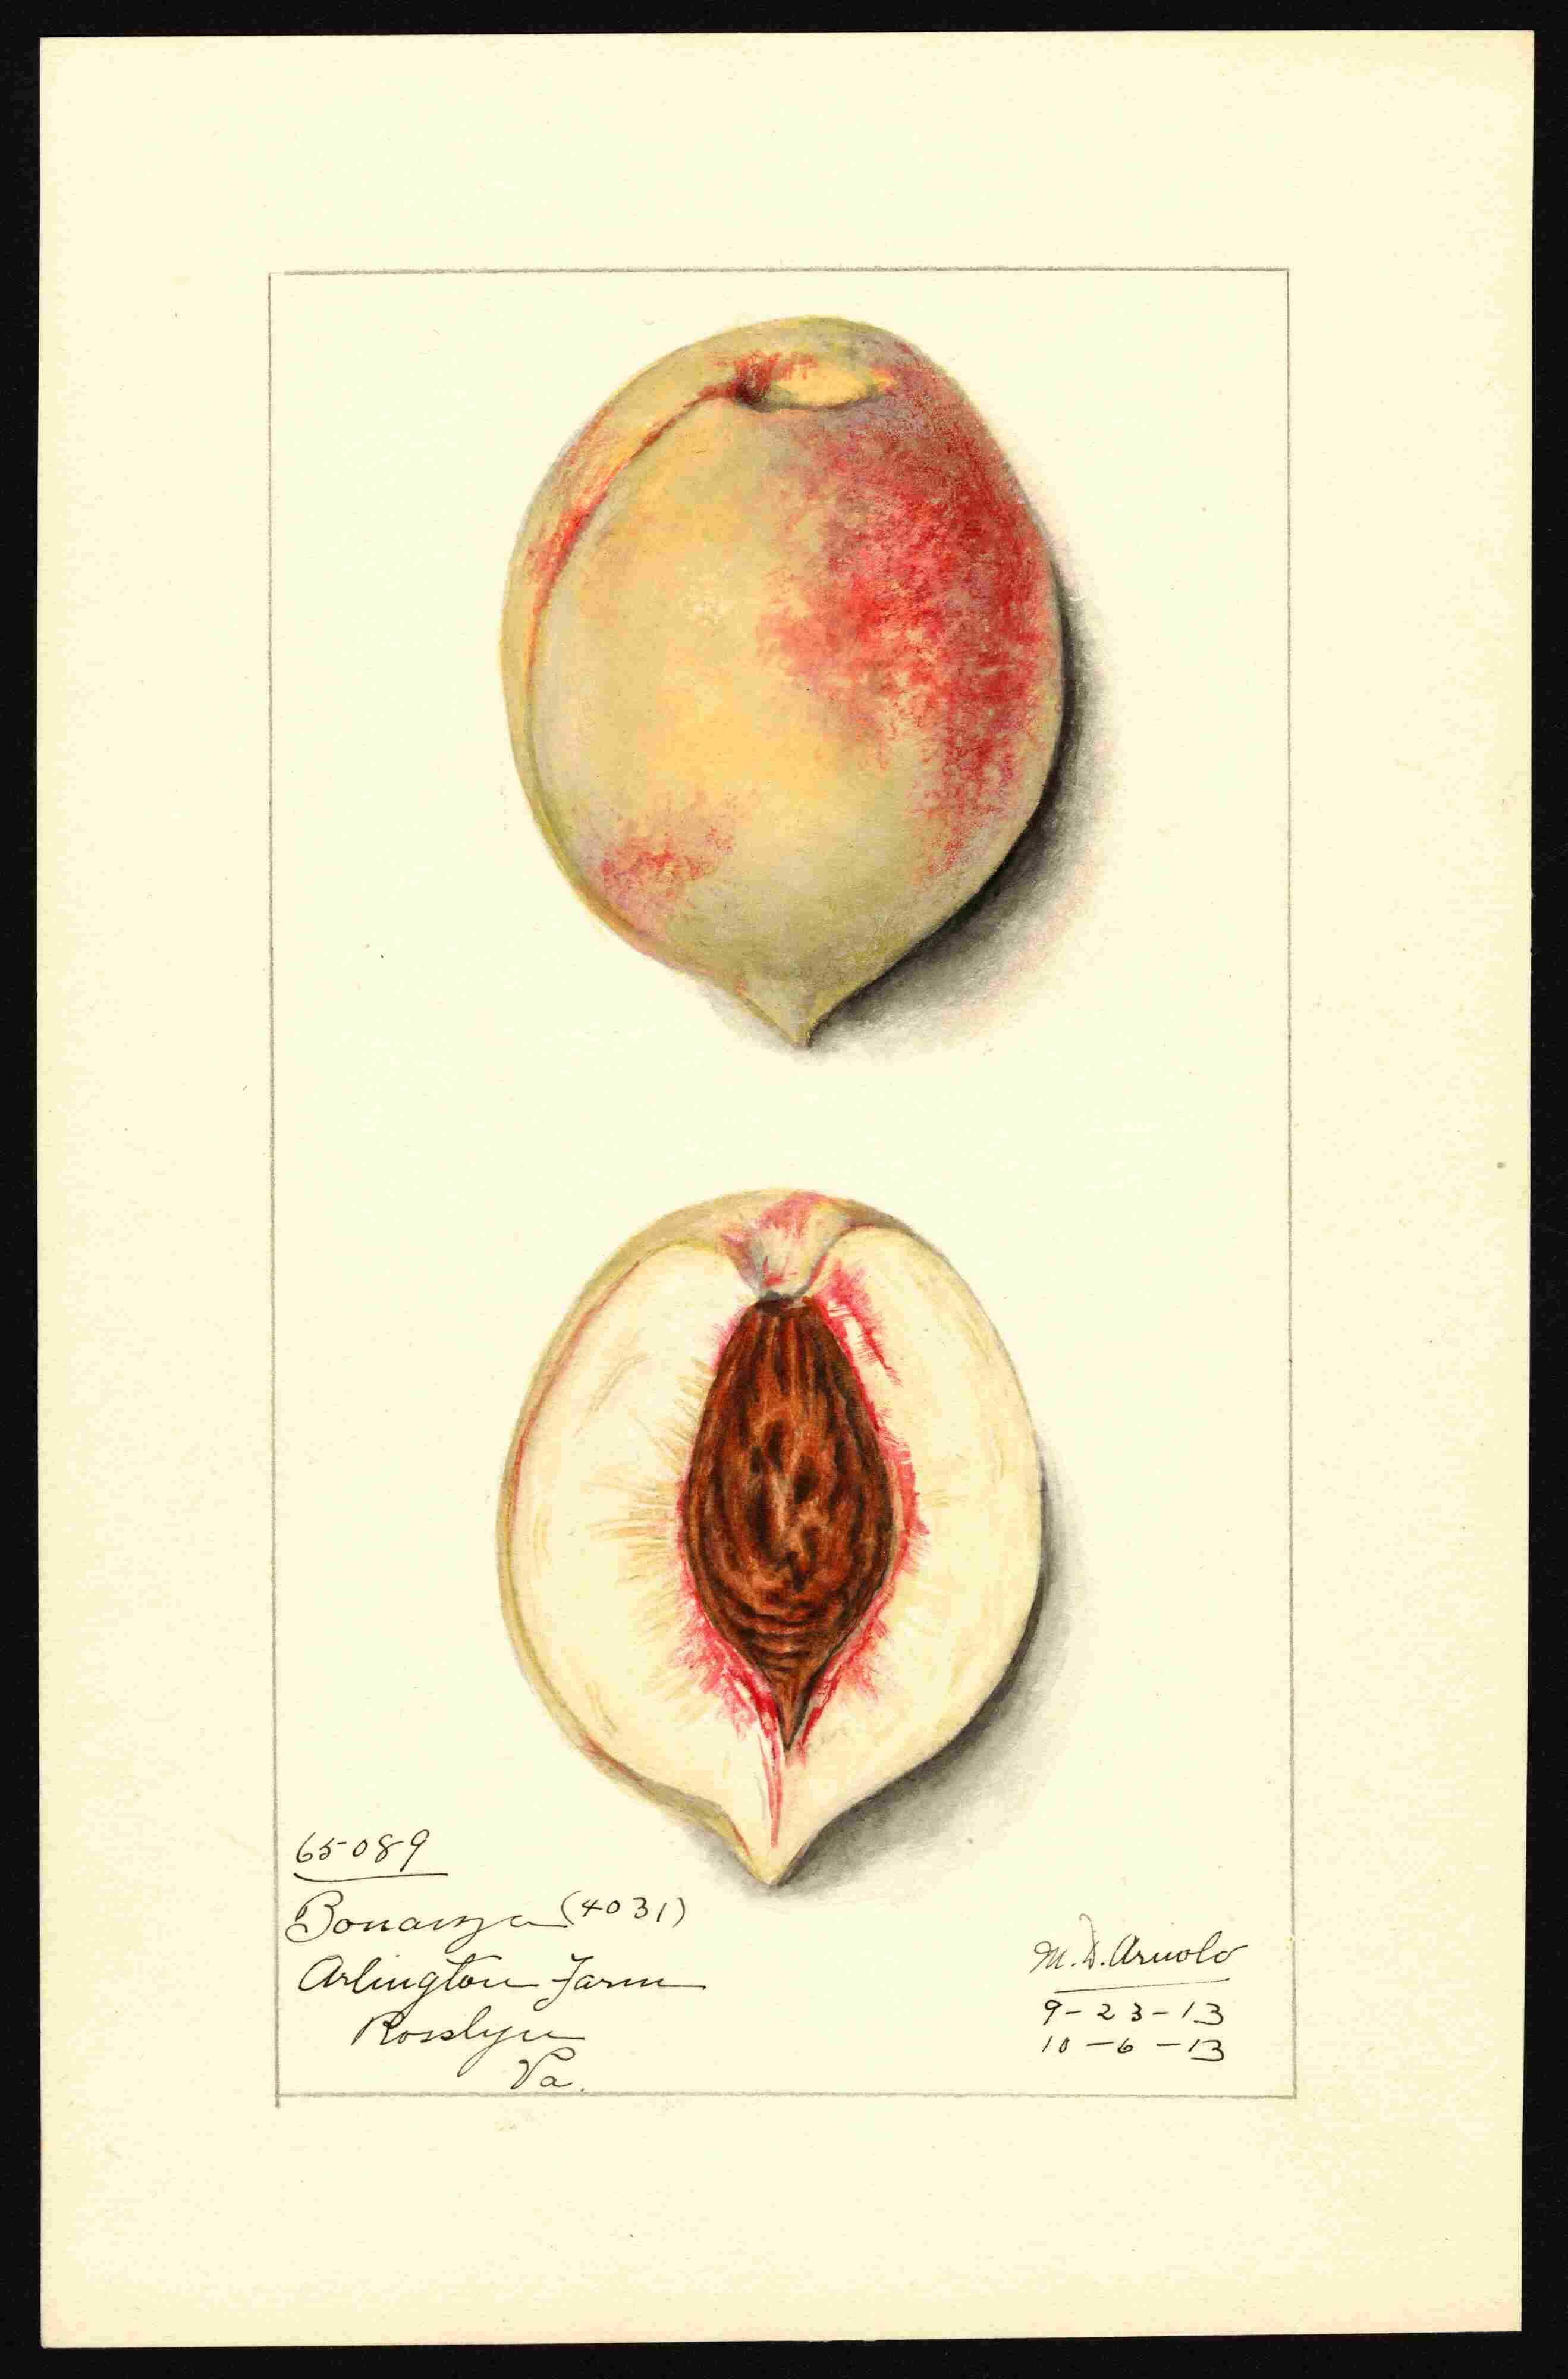 65089
Bonanza (4031)
Arlington Farm
Rosslyn
Va.
M. D. Arnold
9-23-13
10-6-13